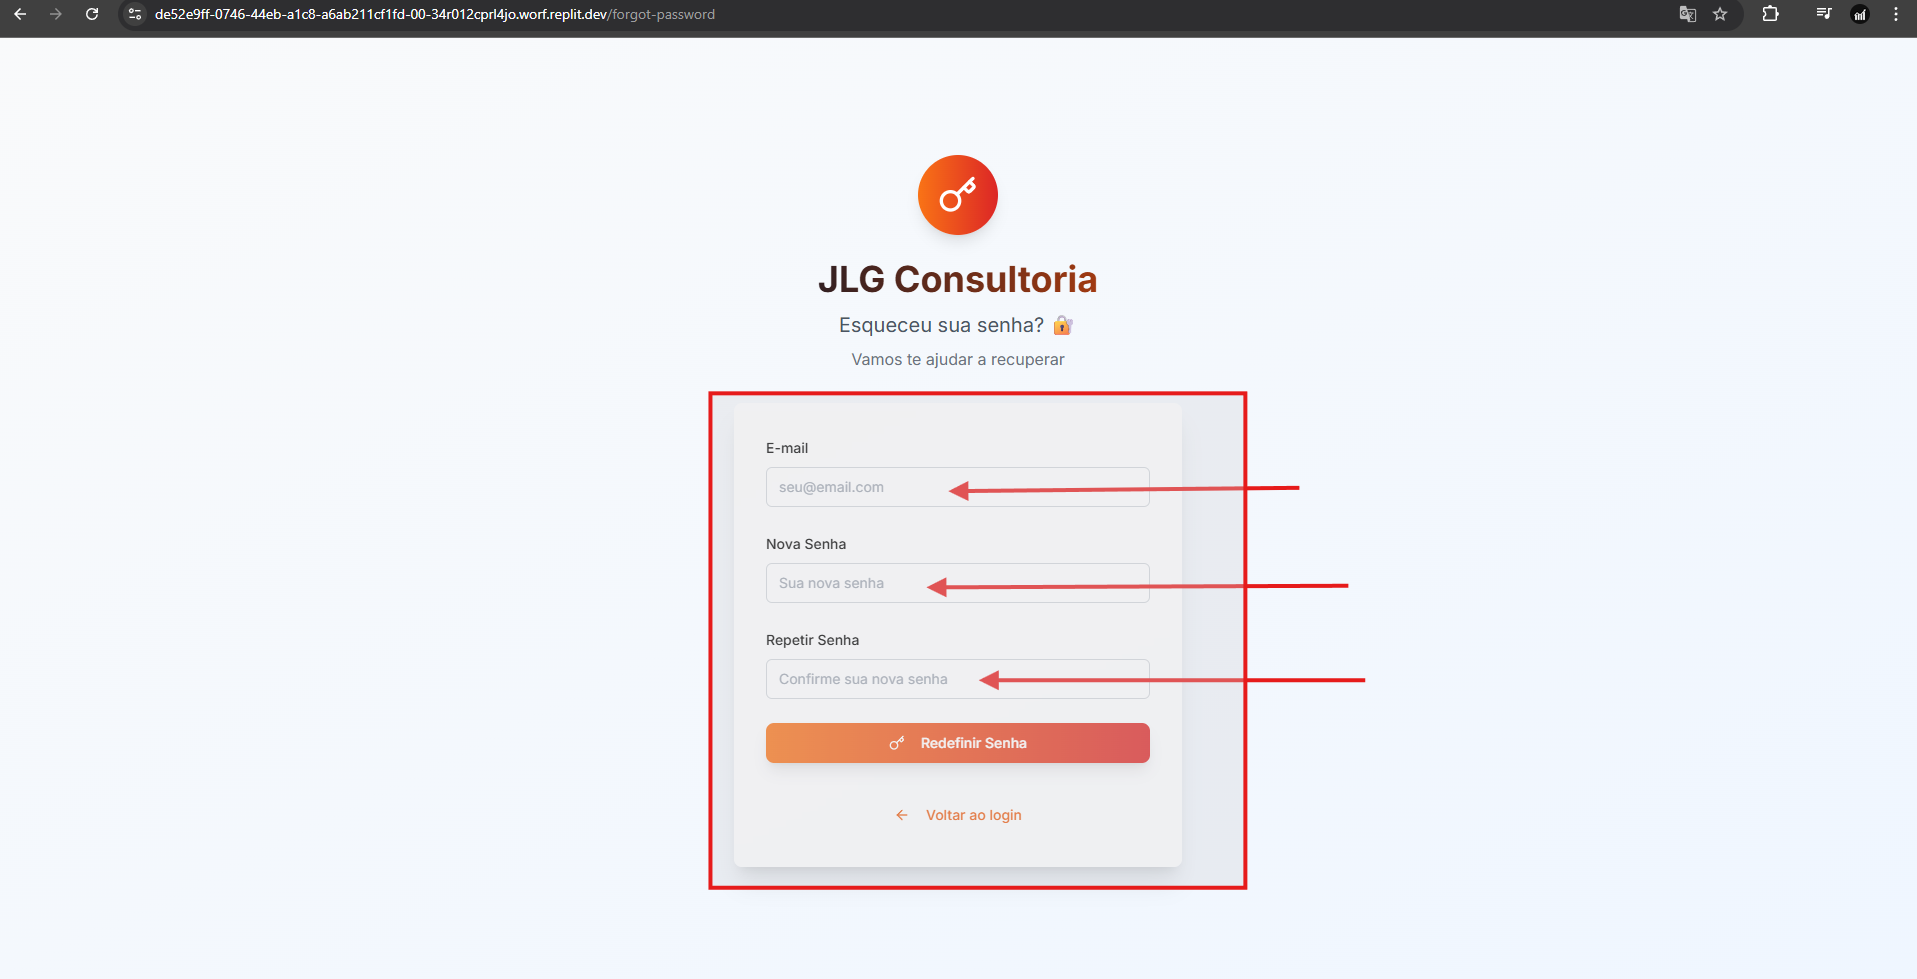 de52e9ff-0746-44eb-a1c8-a6ab211cf1fd-00-34r012cprl4jo.worf.replit.dev/forgot-password
JLG Consultoria
Esqueceu sua senha? 🔐
Vamos te ajudar a recuperar
E-mail
seu@email.com
Nova Senha
Sua nova senha
Repetir Senha
Confirme sua nova senha
Redefinir Senha
Voltar ao login